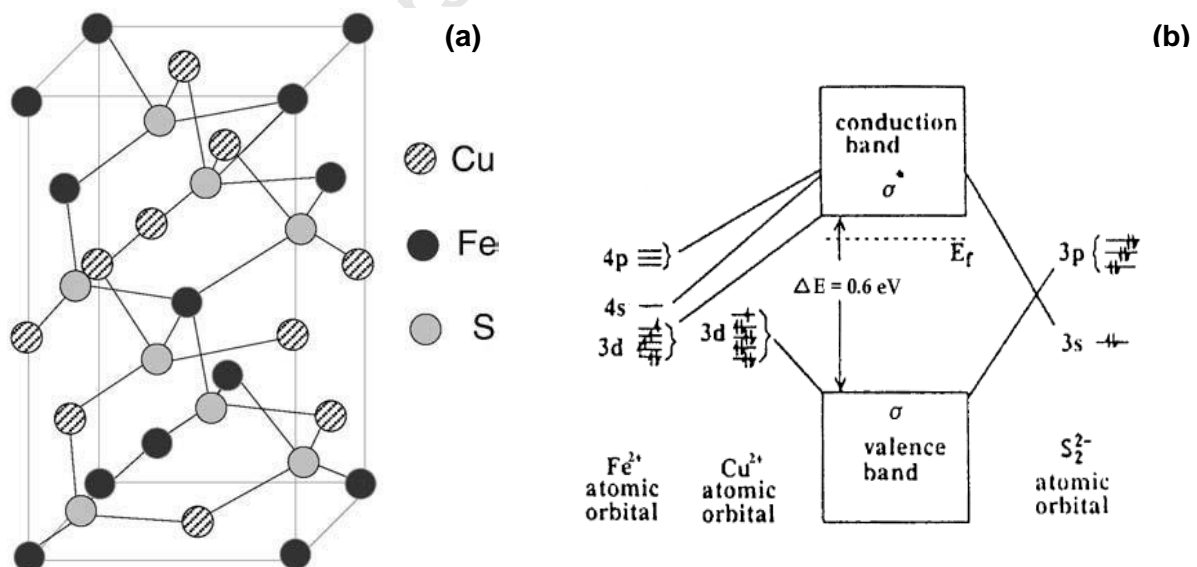 (a)
Cu
Fe
S
(b)
conduction
band
σ*
E_f
4p
4s
3d
3d
ΔE = 0.6 eV
3p
3s
σ
valence
band
Fe²⁺
atomic
orbital
Cu²⁺
atomic
orbital
S₂²⁻
atomic
orbital